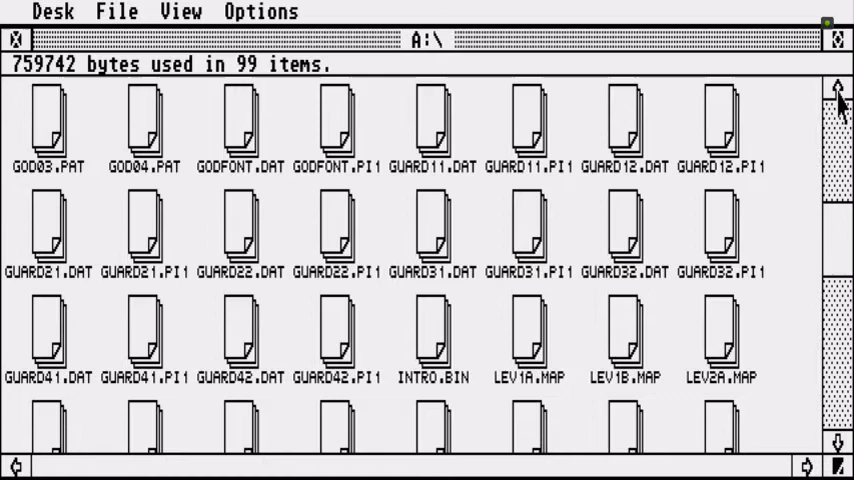 Desk File View Options
A:\
759742 bytes used in 99 items.
GOD03.PAT GOD04.PAT GODFONT.DAT GODFONT.PI1 GUARD11.DAT GUARD11.PI1 GUARD12.DAT GUARD12.PI1
GUARD21.DAT GUARD21.PI1 GUARD22.DAT GUARD22.PI1 GUARD31.DAT GUARD31.PI1 GUARD32.DAT GUARD32.PI1
GUARD41.DAT GUARD41.PI1 GUARD42.DAT GUARD42.PI1 INTRO.BIN LEV1A.MAP LEV1B.MAP LEV2A.MAP